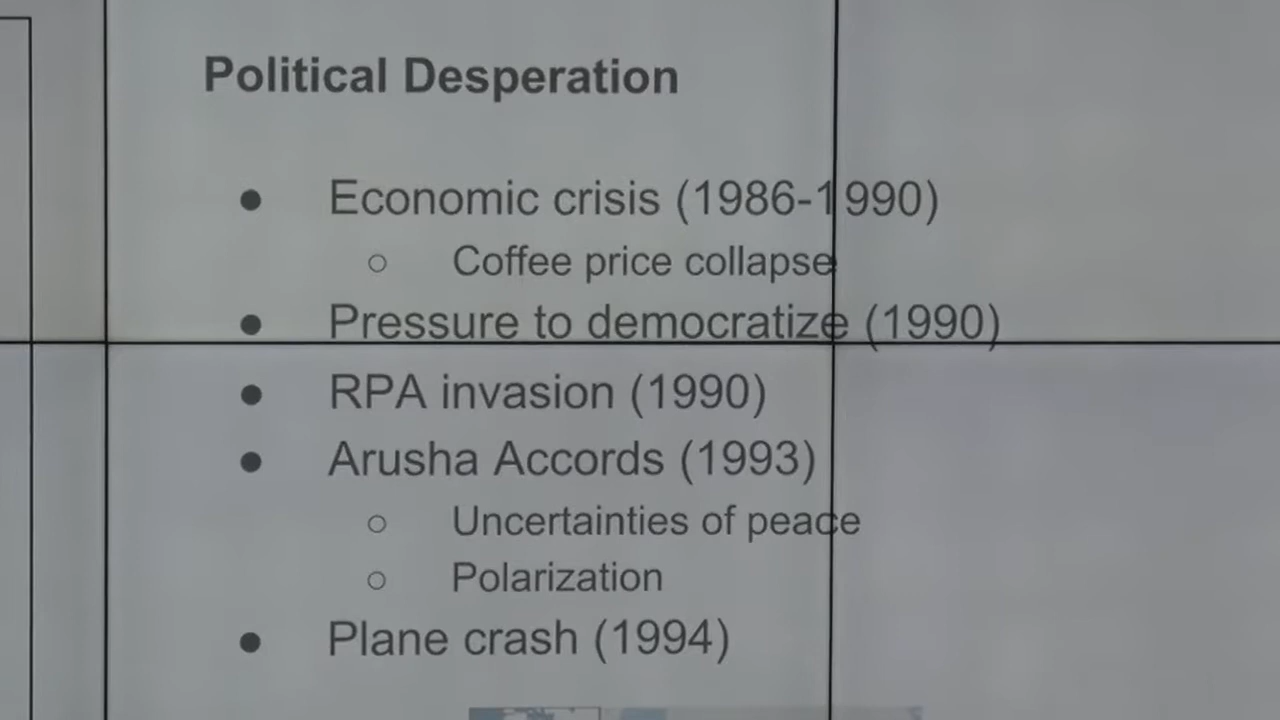 Political Desperation
● Economic crisis (1986-1990)
○ Coffee price collapse
● Pressure to democratize (1990)
● RPA invasion (1990)
● Arusha Accords (1993)
○ Uncertainties of peace
○ Polarization
● Plane crash (1994)